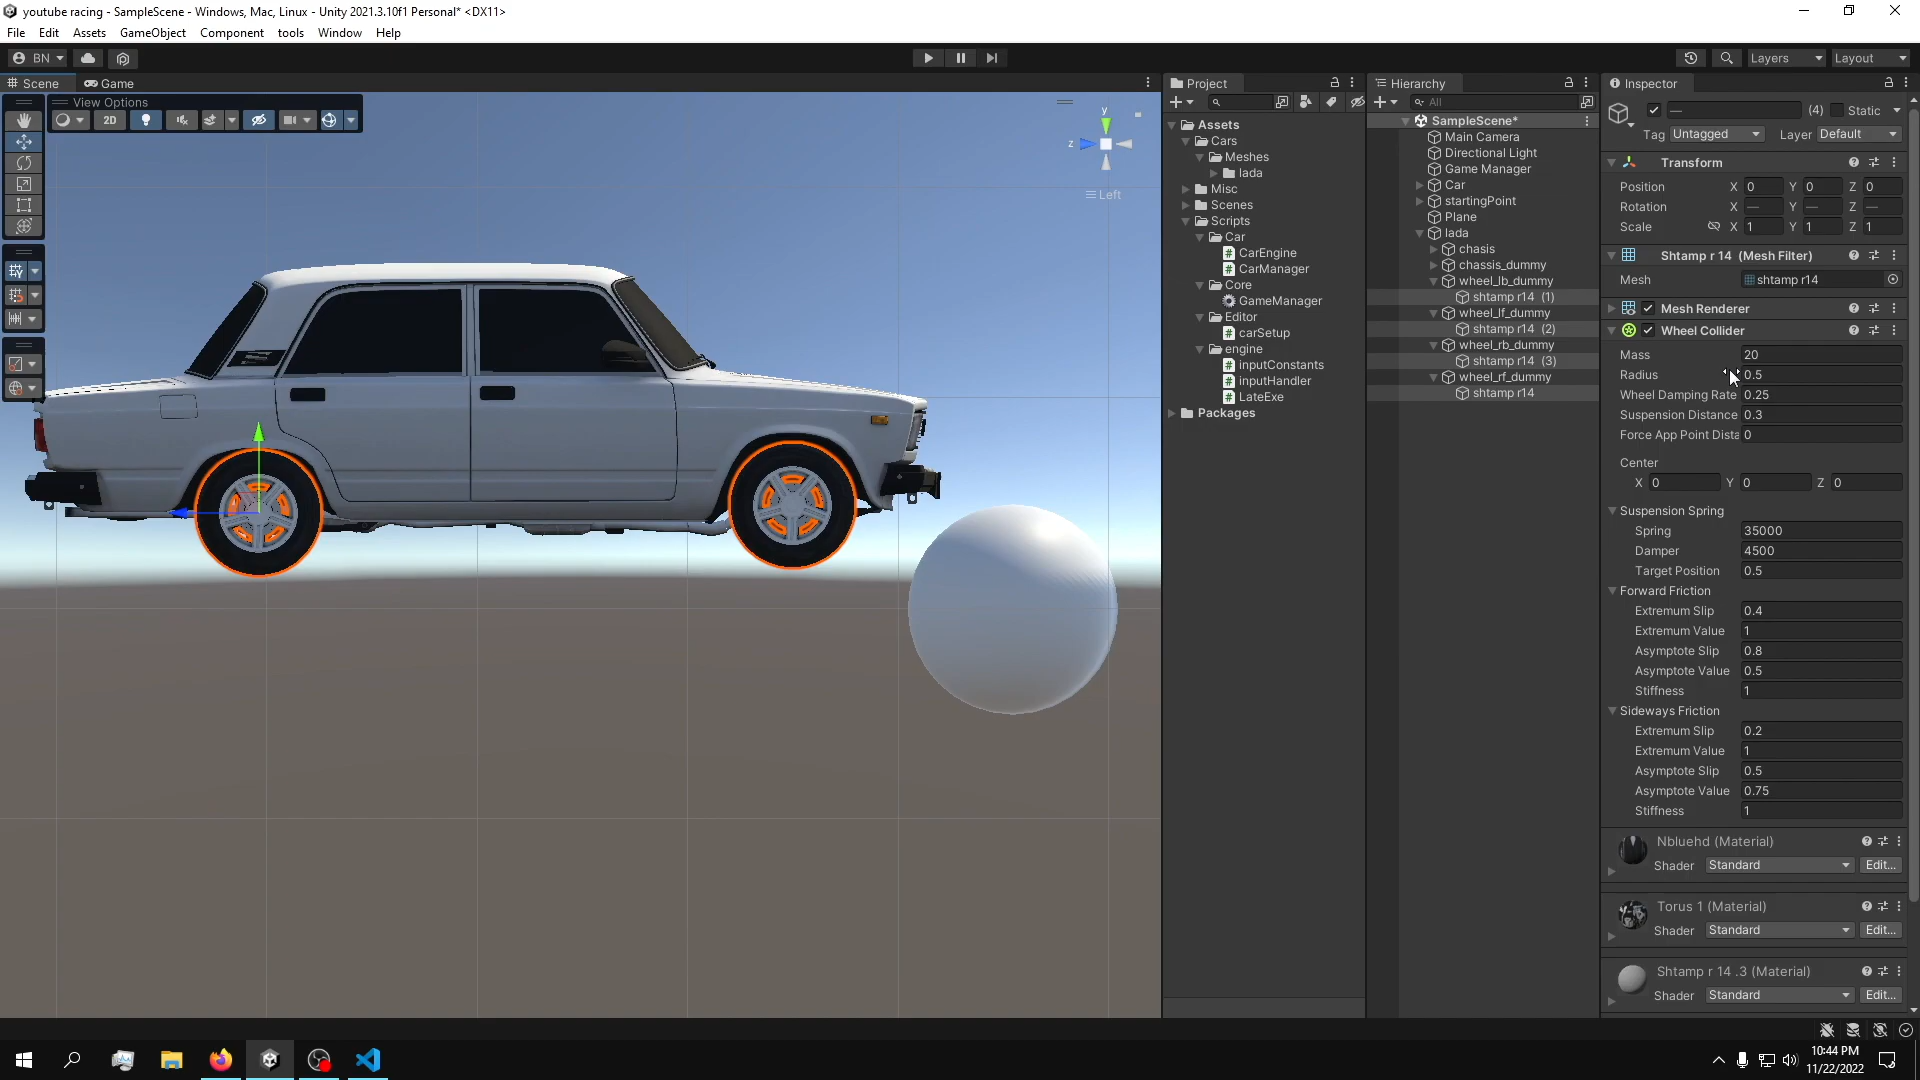 youtube racing - SampleScene - Windows, Mac, Linux - Unity 2021.3.10f1 Personal* <DX11>
File Edit Assets GameObject Component tools Window Help
BN
Layers Layout
Scene Game
View Options
2D
y
z
Left
Project
Assets
Cars
Meshes
lada
Misc
Scenes
Scripts
Car
CarEngine
CarManager
Core
GameManager
Editor
carSetup
engine
inputConstants
inputHandler
LateExe
Packages
Hierarchy
All
SampleScene*
Main Camera
Directional Light
Game Manager
Car
startingPoint
Plane
lada
chasis
chassis_dummy
wheel_lb_dummy
shtamp r14 (1)
wheel_lf_dummy
shtamp r14 (2)
wheel_rb_dummy
shtamp r14 (3)
wheel_rf_dummy
shtamp r14
Inspector
— (4) Static
Tag Untagged Layer Default
Transform
Position X 0 Y 0 Z 0
Rotation X — Y — Z —
Scale X 1 Y 1 Z 1
Shtamp r 14 (Mesh Filter)
Mesh shtamp r14
Mesh Renderer
Wheel Collider
Mass 20
Radius 0.5
Wheel Damping Rate 0.25
Suspension Distance 0.3
Force App Point Dista 0
Center
X 0 Y 0 Z 0
Suspension Spring
Spring 35000
Damper 4500
Target Position 0.5
Forward Friction
Extremum Slip 0.4
Extremum Value 1
Asymptote Slip 0.8
Asymptote Value 0.5
Stiffness 1
Sideways Friction
Extremum Slip 0.2
Extremum Value 1
Asymptote Slip 0.5
Asymptote Value 0.75
Stiffness 1
Nbluehd (Material)
Shader Standard Edit...
Torus 1 (Material)
Shader Standard Edit...
Shtamp r 14 .3 (Material)
Shader Standard Edit...
10:44 PM
11/22/2022